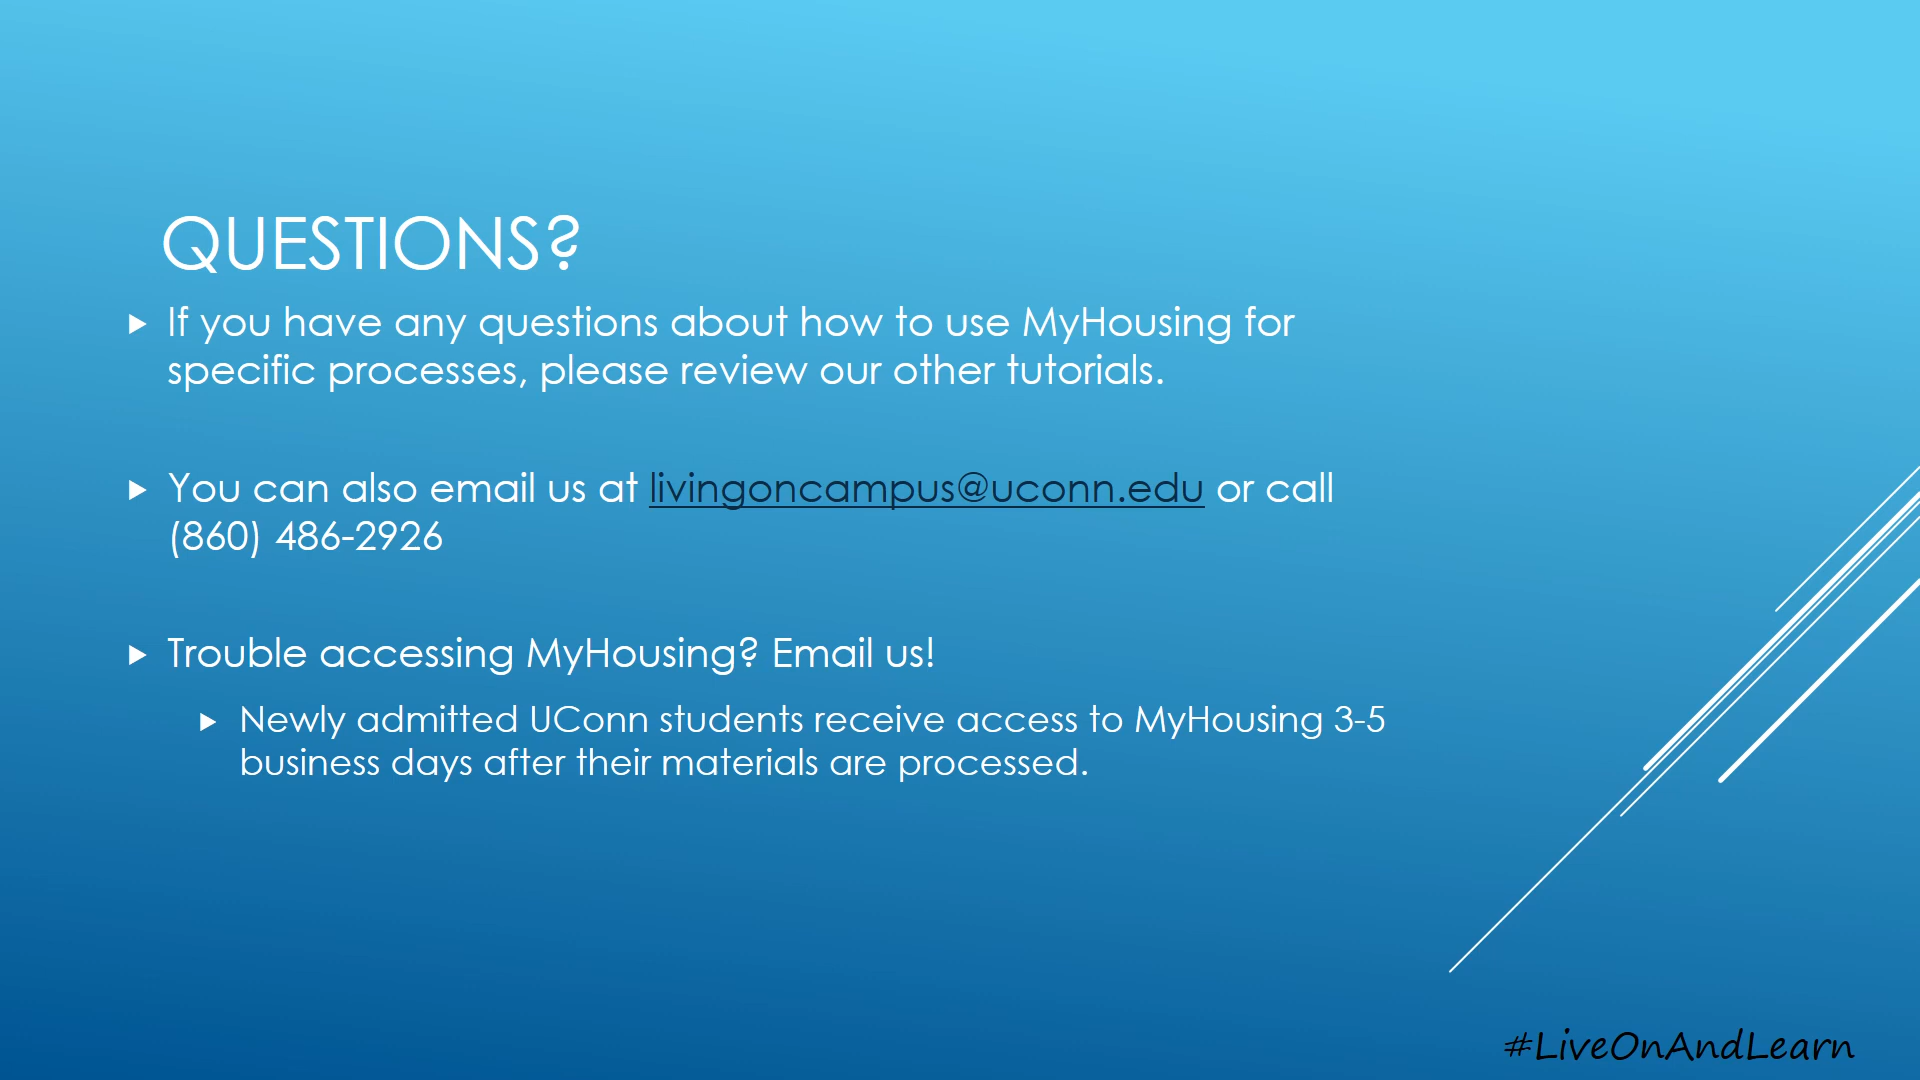 QUESTIONS?
If you have any questions about how to use MyHousing for
specific processes, please review our other tutorials.
You can also email us at livingoncampus@uconn.edu or call
(860) 486-2926
Trouble accessing MyHousing? Email us!
Newly admitted UConn students receive access to MyHousing 3-5
business days after their materials are processed.
#LiveOnAndLearn